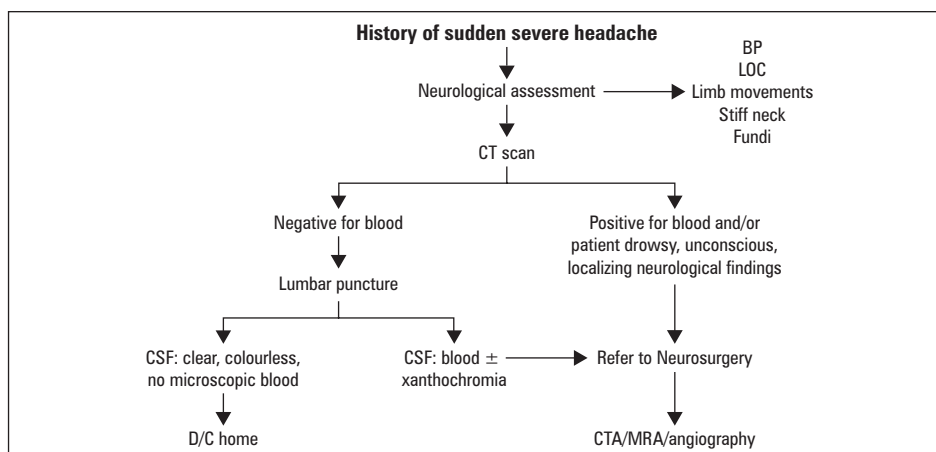 History of sudden severe headache
BP
LOC
Neurological assessment
Limb movements
Stiff neck
Fundi
CT scan
Negative for blood
Positive for blood and/or
patient drowsy, unconscious,
localizing neurological findings
Lumbar puncture
CSF: clear, colourless,
no microscopic blood
CSF: blood ±
xanthochromia
Refer to Neurosurgery
D/C home
CTA/MRA/angiography